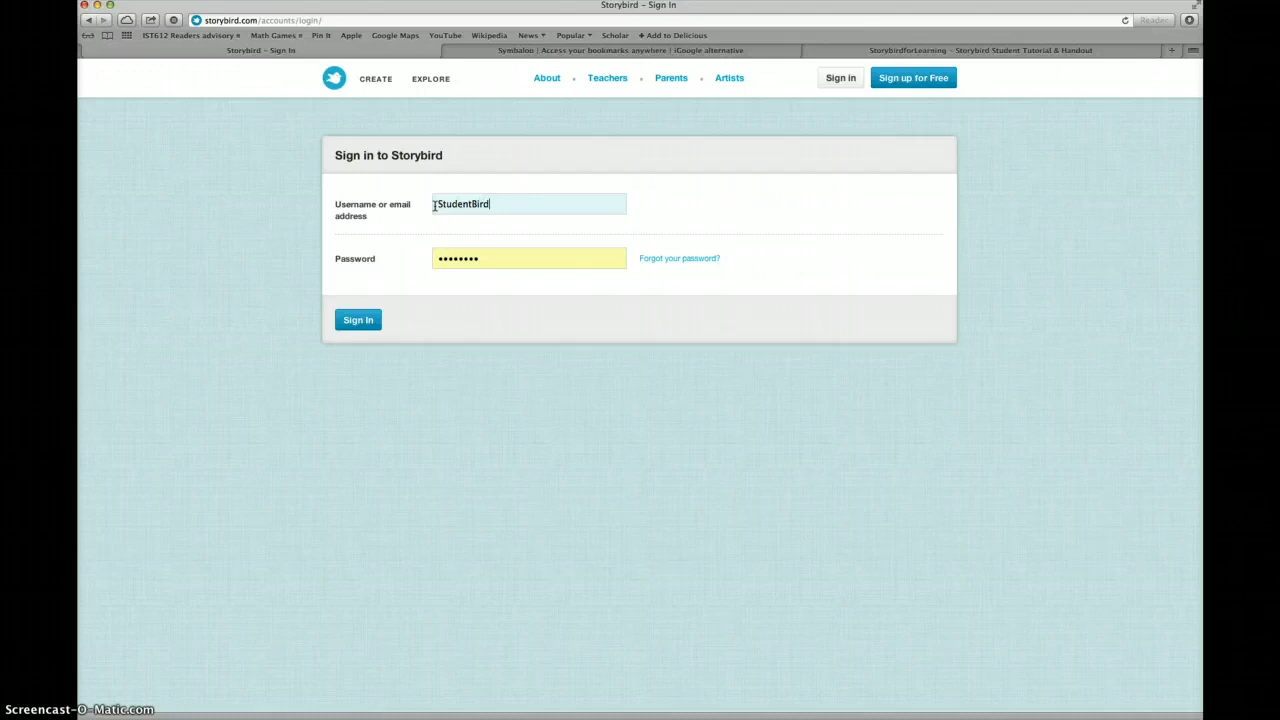 Storybird – Sign In
storybird.com/accounts/login/
Reader
IST612 Readers advisory Math Games Pin It Apple Google Maps YouTube Wikipedia News Popular Scholar + Add to Delicious
Storybird – Sign In
Symbaloo | Access your bookmarks anywhere | iGoogle alternative
StorybirdforLearning – Storybird Student Tutorial & Handout
CREATE EXPLORE About • Teachers • Parents • Artists Sign in Sign up for Free
Sign in to Storybird
Username or email
address
StudentBird
Password
Forgot your password?
Sign In
Screencast-O-Matic.com